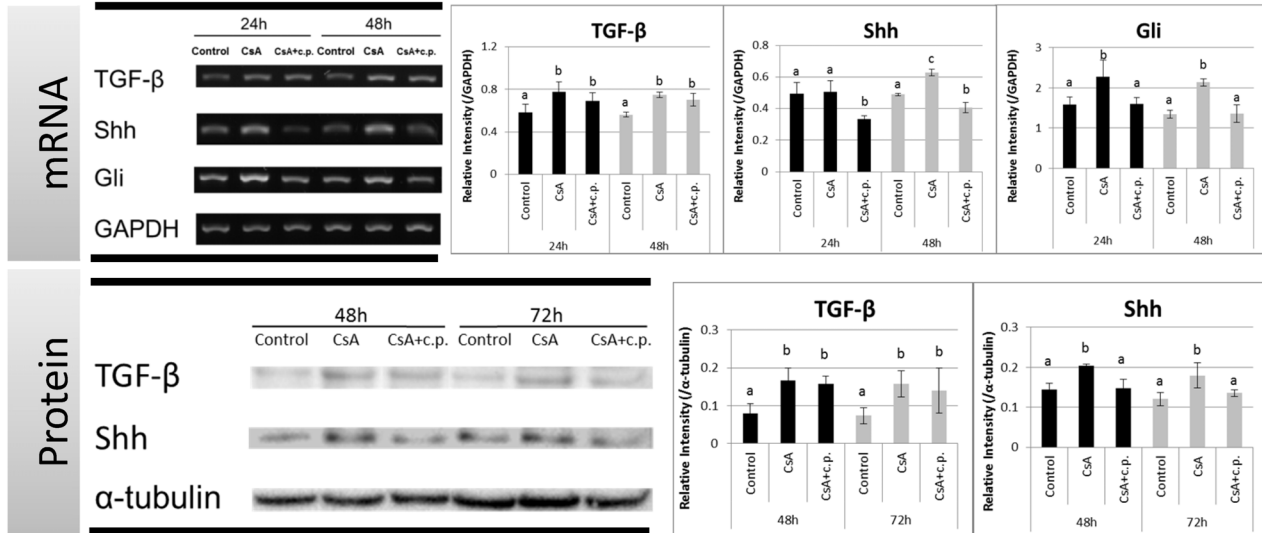 mRNA
24h 48h
Control CsA CsA+c.p. Control CsA CsA+c.p.
TGF-β
Shh
Gli
GAPDH
TGF-β
Relative Intensity (/GAPDH)
1.2
0.8
0.4
0
a b b a b b
Control CsA CsA+c.p. Control CsA CsA+c.p.
24h 48h
Shh
Relative Intensity (/GAPDH)
0.8
0.6
0.4
0.2
0
a a b a c b
Control CsA CsA+c.p. Control CsA CsA+c.p.
24h 48h
Gli
Relative Intensity (/GAPDH)
3
2
1
0
a b a a b a
Control CsA CsA+c.p. Control CsA CsA+c.p.
24h 48h
Protein
48h 72h
Control CsA CsA+c.p. Control CsA CsA+c.p.
TGF-β
Shh
α-tubulin
TGF-β
Relative Intensity (/α-tubulin)
0.3
0.2
0.1
0
a b b a b b
Control CsA CsA+c.p. Control CsA CsA+c.p.
48h 72h
Shh
Relative Intensity (/α-tubulin)
0.3
0.2
0.1
0
a b a a b a
Control CsA CsA+c.p. Control CsA CsA+c.p.
48h 72h